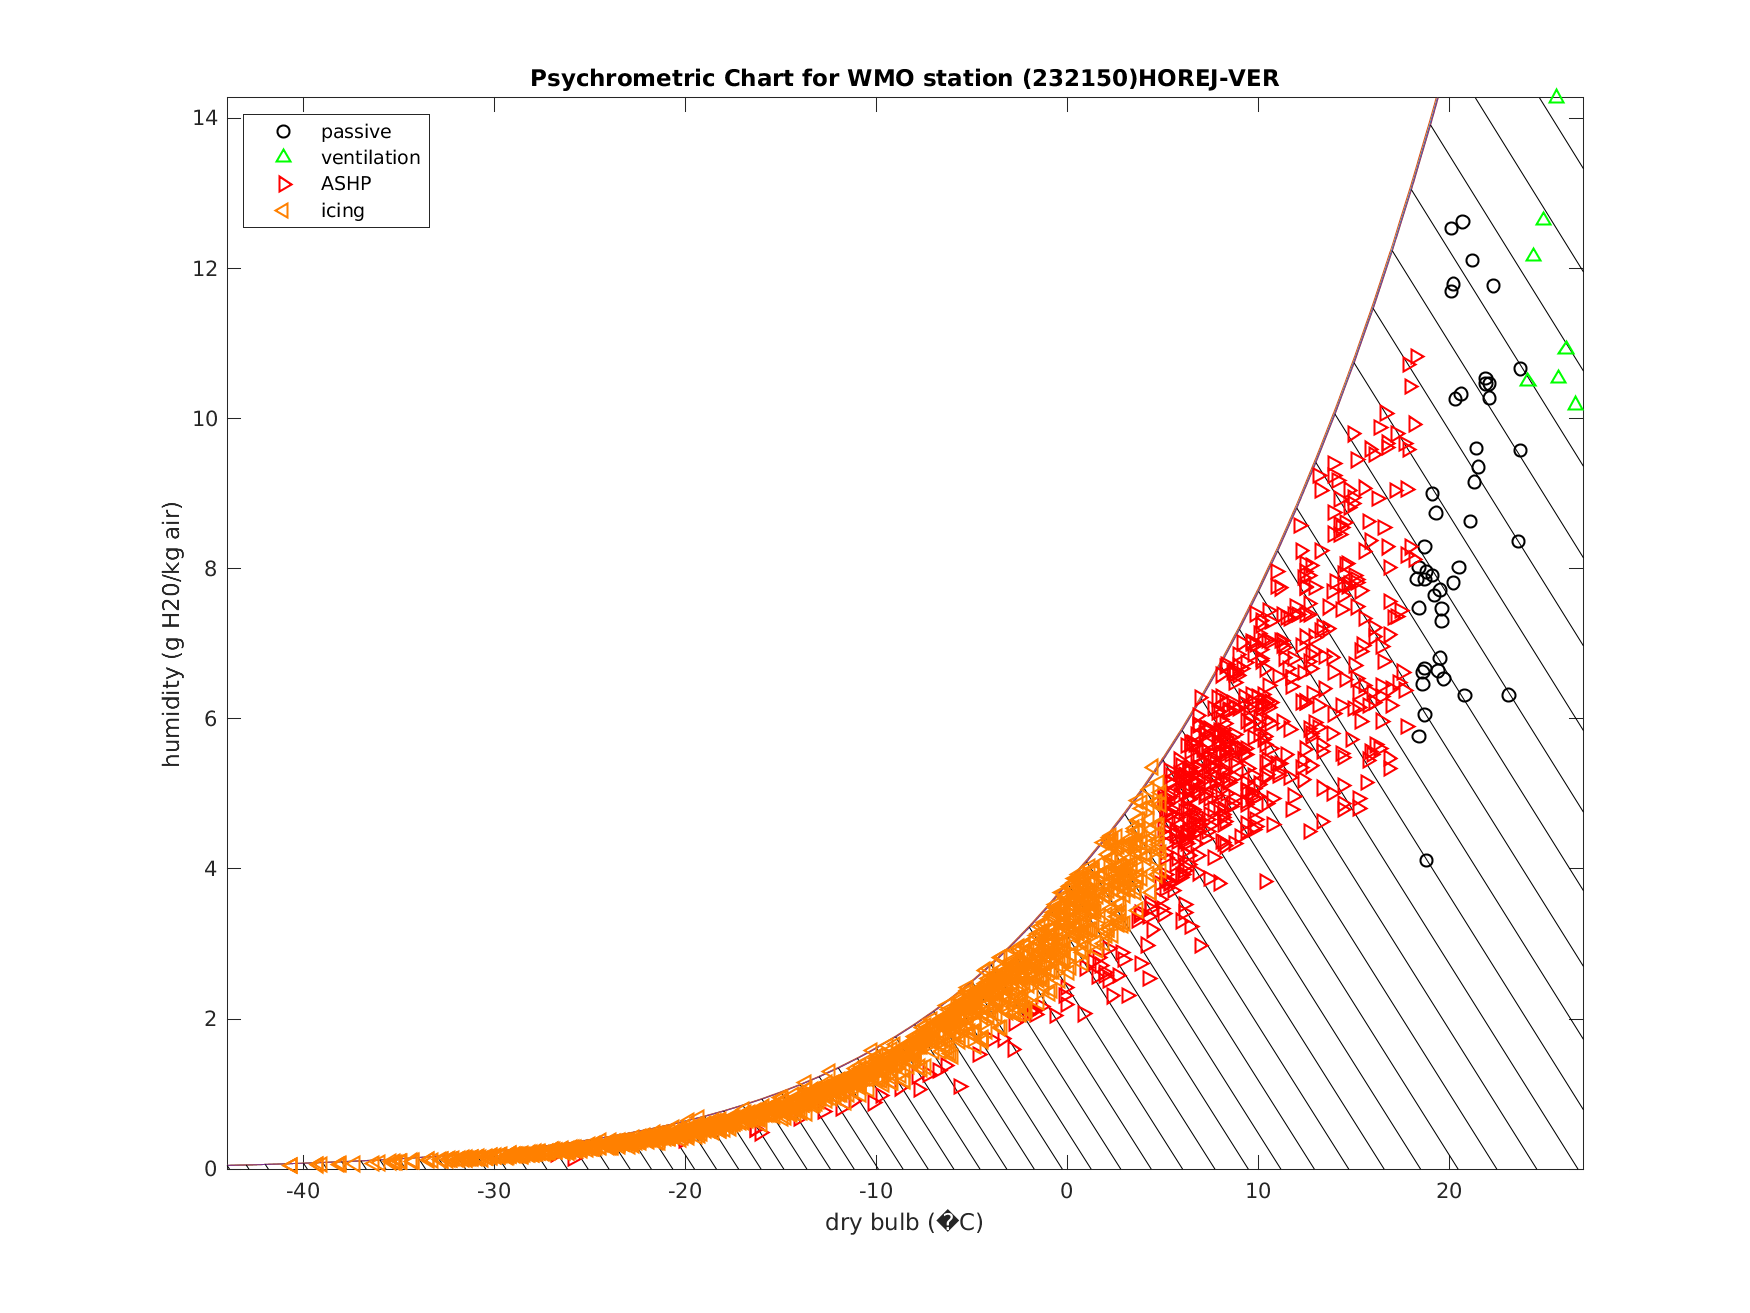 Psychrometric Chart for WMO station (232150)HOREJ-VER
passive
ventilation
ASHP
icing
14
12
10
8
6
4
2
0
humidity (g H20/kg air)
-40
-30
-20
-10
0
10
20
dry bulb (�C)